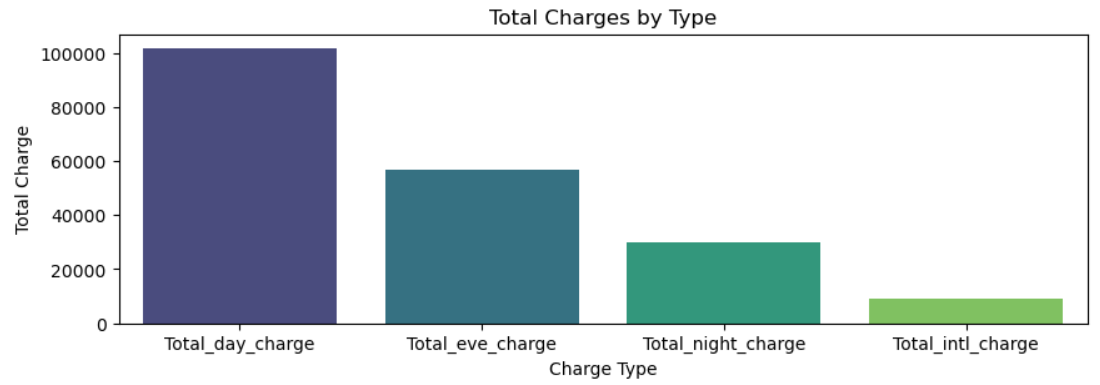 Total Charges by Type
Total Charge
100000
80000
60000
40000
20000
0
Total_day_charge Total_eve_charge Total_night_charge Total_intl_charge
Charge Type